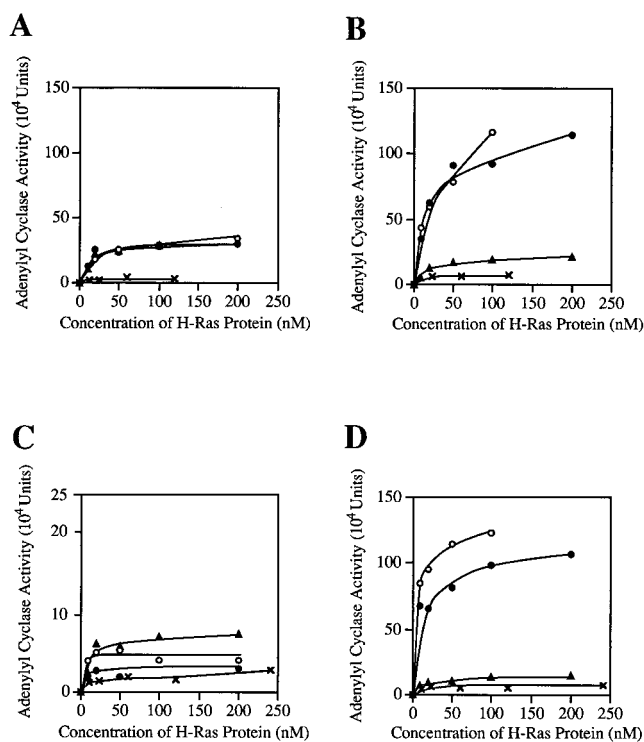 A
Adenylyl Cyclase Activity (10⁴ Units)
150
100
50
0
0 50 100 150 200 250
Concentration of H-Ras Protein (nM)
B
Adenylyl Cyclase Activity (10⁴ Units)
150
100
50
0
0 50 100 150 200 250
Concentration of H-Ras Protein (nM)
C
Adenylyl Cyclase Activity (10⁴ Units)
25
20
10
0
0 50 100 150 200 250
Concentration of H-Ras Protein (nM)
D
Adenylyl Cyclase Activity (10⁴ Units)
150
100
50
0
0 50 100 150 200 250
Concentration of H-Ras Protein (nM)